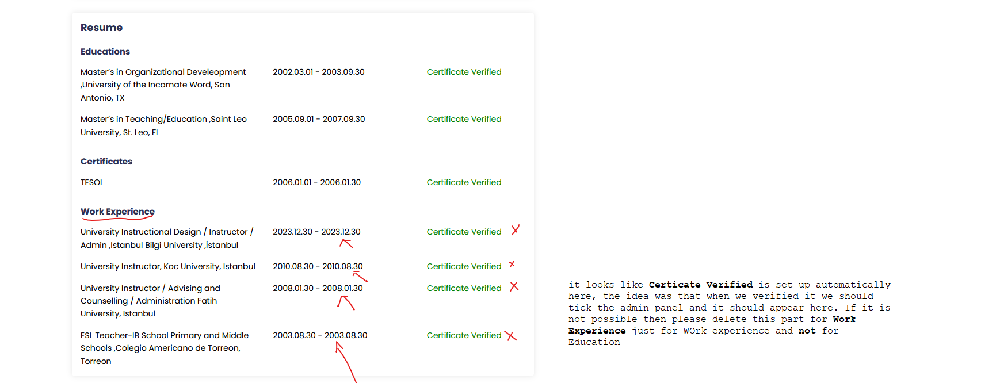 Resume
Educations
Master's in Organizational Develeopment 2002.03.01 - 2003.09.30 Certificate Verified
,University of the Incarnate Word, San
Antonio, TX
Master's in Teaching/Education ,Saint Leo 2005.09.01 - 2007.09.30 Certificate Verified
University, St. Leo, FL
Certificates
TESOL 2006.01.01 - 2006.01.30 Certificate Verified
Work Experience
University Instructional Design / Instructor / 2023.12.30 - 2023.12.30 Certificate Verified
Admin ,Istanbul Bilgi University ,İstanbul
University Instructor, Koc University, Istanbul 2010.08.30 - 2010.08.30 Certificate Verified
University Instructor / Advising and 2008.01.30 - 2008.01.30 Certificate Verified
Counselling / Administration Fatih
University, Istanbul
ESL Teacher-IB School Primary and Middle 2003.08.30 - 2003.08.30 Certificate Verified
Schools ,Colegio Americano de Torreon,
Torreon
it looks like Certicate Verified is set up automatically
here, the idea was that when we verified it we should
tick the admin panel and it should appear here. If it is
not possible then please delete this part for Work
Experience just for WOrk experience and not for
Education